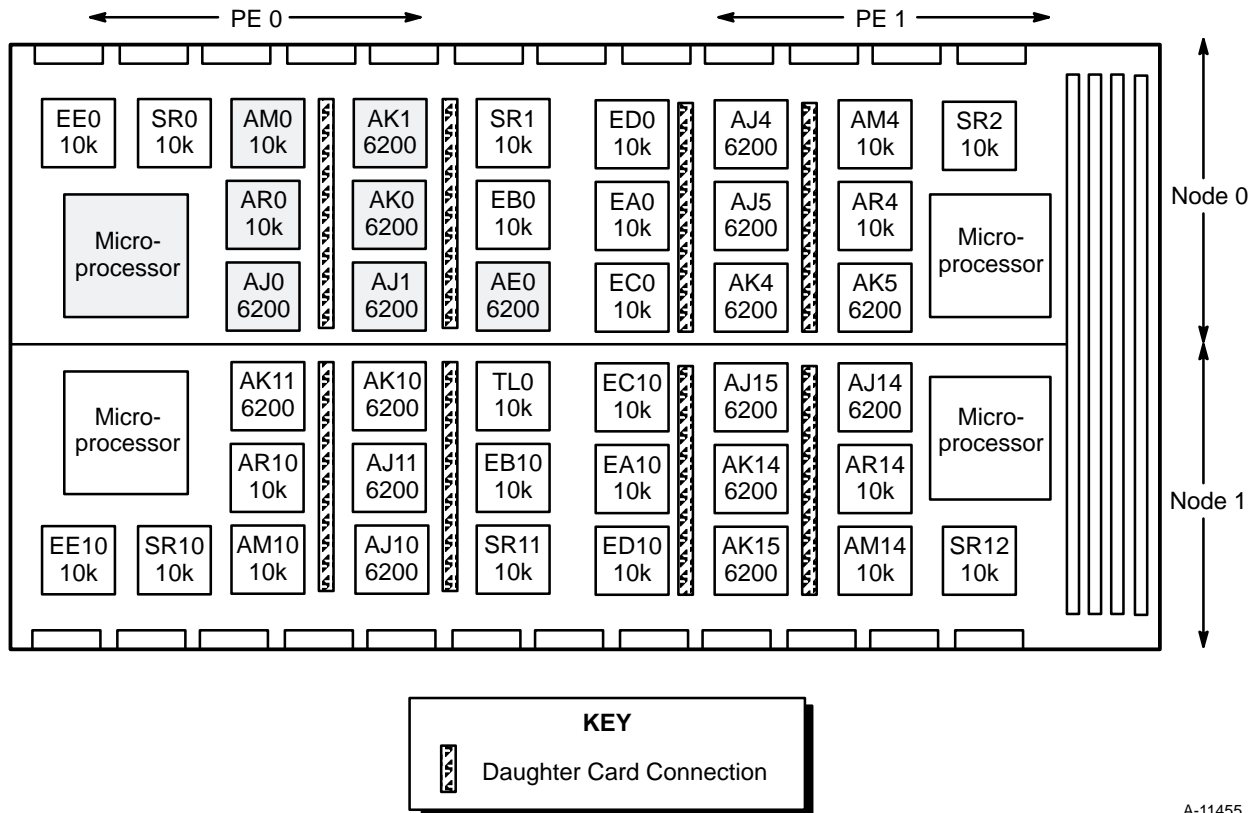 PE 0
PE 1
EE0
10k
SR0
10k
AM0
10k
AK1
6200
SR1
10k
ED0
10k
AJ4
6200
AM4
10k
SR2
10k
Micro-
processor
AR0
10k
AK0
6200
EB0
10k
EA0
10k
AJ5
6200
AR4
10k
Micro-
processor
Node 0
AJ0
6200
AJ1
6200
AE0
6200
EC0
10k
AK4
6200
AK5
6200
Micro-
processor
AK11
6200
AK10
6200
TL0
10k
EC10
10k
AJ15
6200
AJ14
6200
Micro-
processor
AR10
10k
AJ11
6200
EB10
10k
EA10
10k
AK14
6200
AR14
10k
Node 1
EE10
10k
SR10
10k
AM10
10k
AJ10
6200
SR11
10k
ED10
10k
AK15
6200
AM14
10k
SR12
10k
KEY
Daughter Card Connection
A-11455